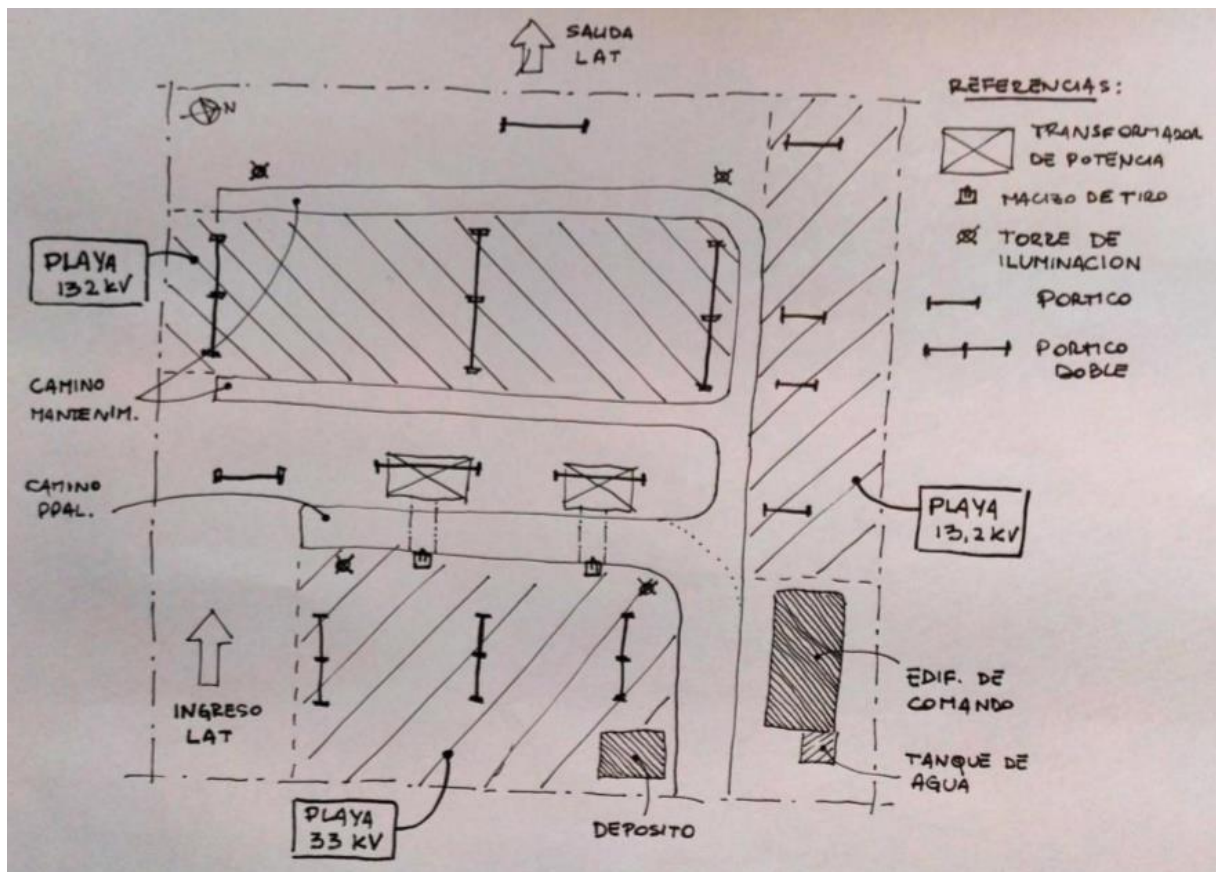 SALIDA
LAT
N
REFERENCIAS:
TRANSFORMADOR
DE POTENCIA
MACIZO DE TIRO
TORRE DE
ILUMINACION
PORTICO
PORTICO
DOBLE
PLAYA
132 KV
CAMINO
MANTENIM.
CAMINO
PPAL.
PLAYA
13,2 KV
INGRESO
LAT
EDIF. DE
COMANDO
TANQUE DE
AGUA
PLAYA
33 KV
DEPOSITO